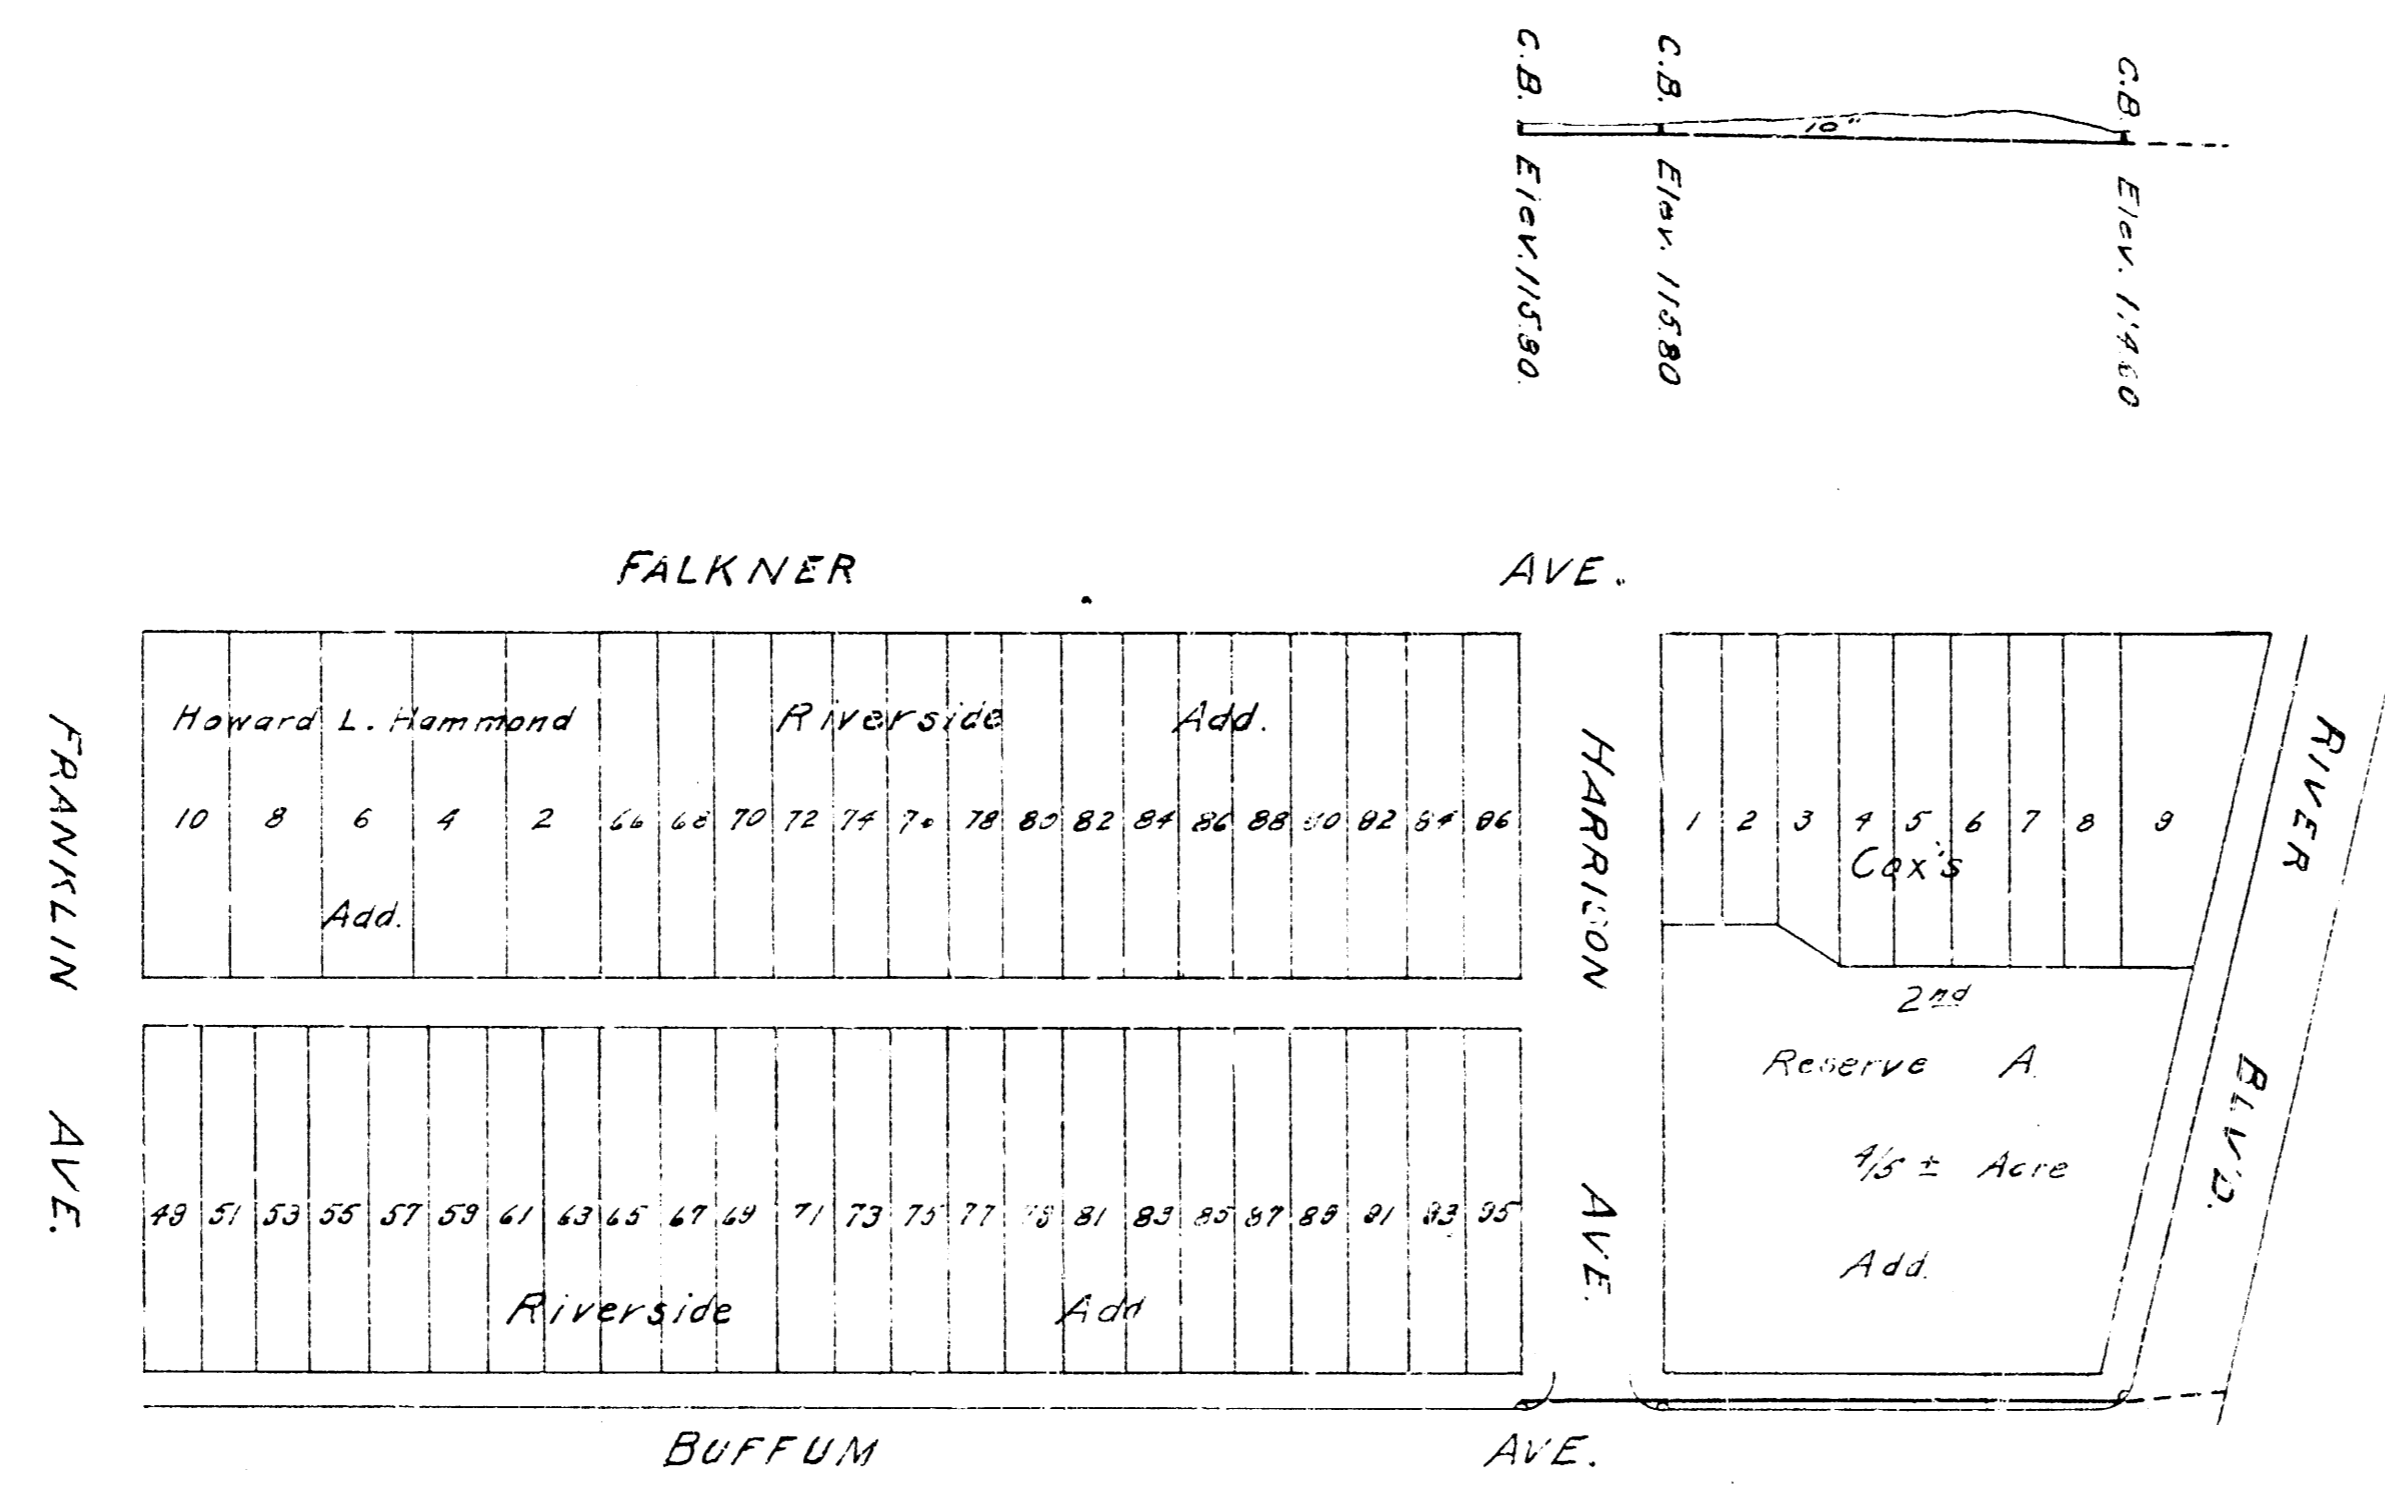 C.B. C.B. C.B.
10"
Elev. 115.80. Elev. 115.80 Elev. 114.60
FALKNER AVE.
Howard L. Hammond Riverside Add.
10 8 6 4 2 66 68 70 72 74 76 78 80 82 84 86 88 90 92 94 96 1 2 3 4 5 6 7 8 9
Cox's
Add.
2nd
Reserve A.
4/5 ± Acre
Add.
49 51 53 55 57 59 61 63 65 67 69 71 73 75 77 79 81 83 85 87 89 91 93 95
Riverside Add
FRANKLIN AVE.
HARRISON AVE.
RIVER BLV'D.
BUFFUM AVE.